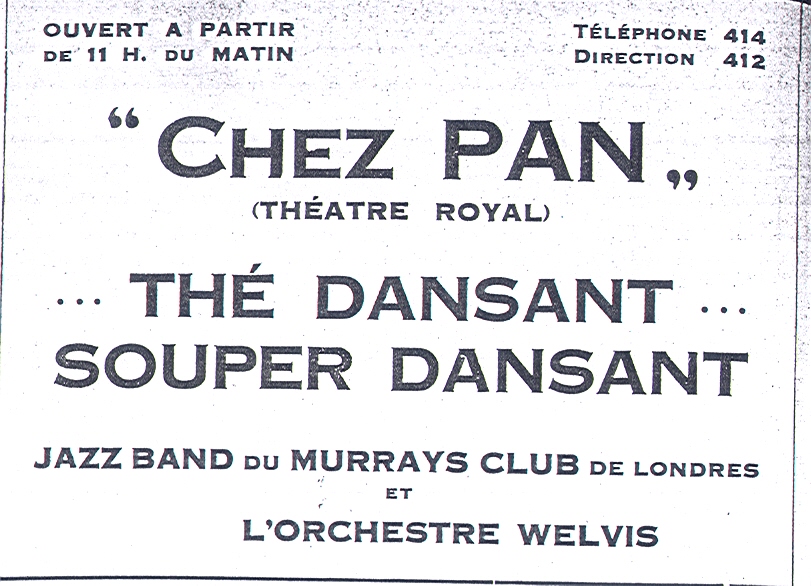 OUVERT A PARTIR
DE 11 H. DU MATIN
TÉLÉPHONE 414
DIRECTION 412
“ CHEZ PAN „
(THÉATRE ROYAL)
... THÉ DANSANT ...
SOUPER DANSANT
JAZZ BAND DU MURRAYS CLUB DE LONDRES
ET
L'ORCHESTRE WELVIS